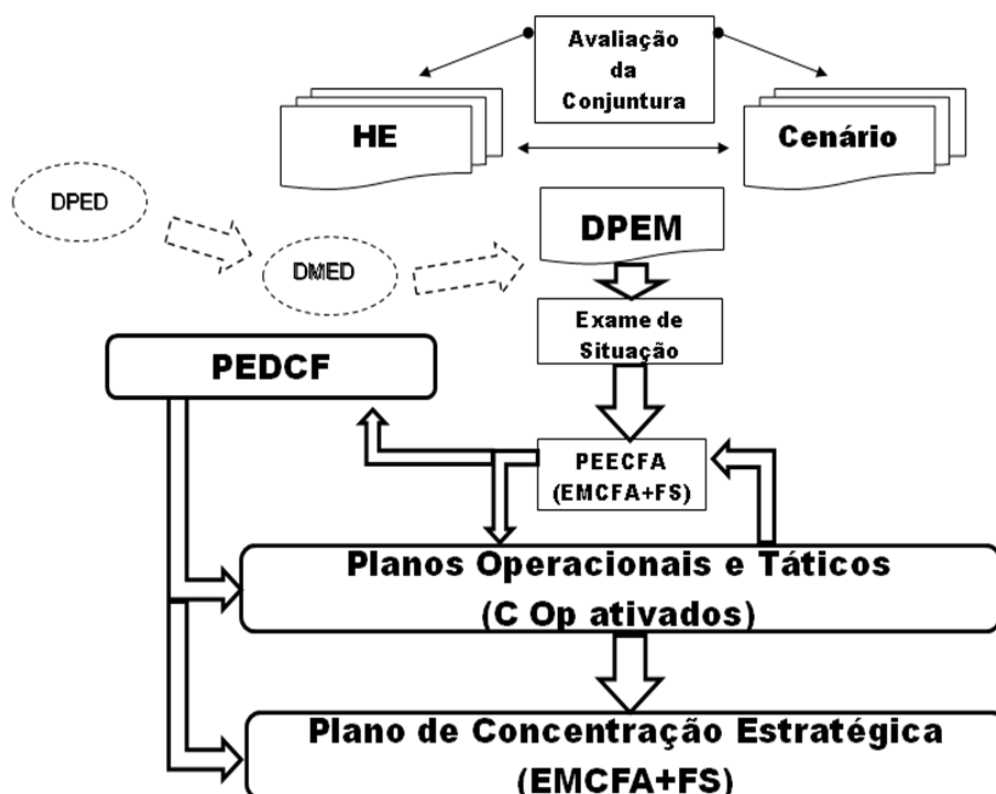 Avaliação
da
Conjuntura
HE
Cenário
DPED
DPEM
DMED
Exame de
Situação
PEDCF
PEECFA
(EMCFA+FS)
Planos Operacionais e Táticos
(C Op ativados)
Plano de Concentração Estratégica
(EMCFA+FS)